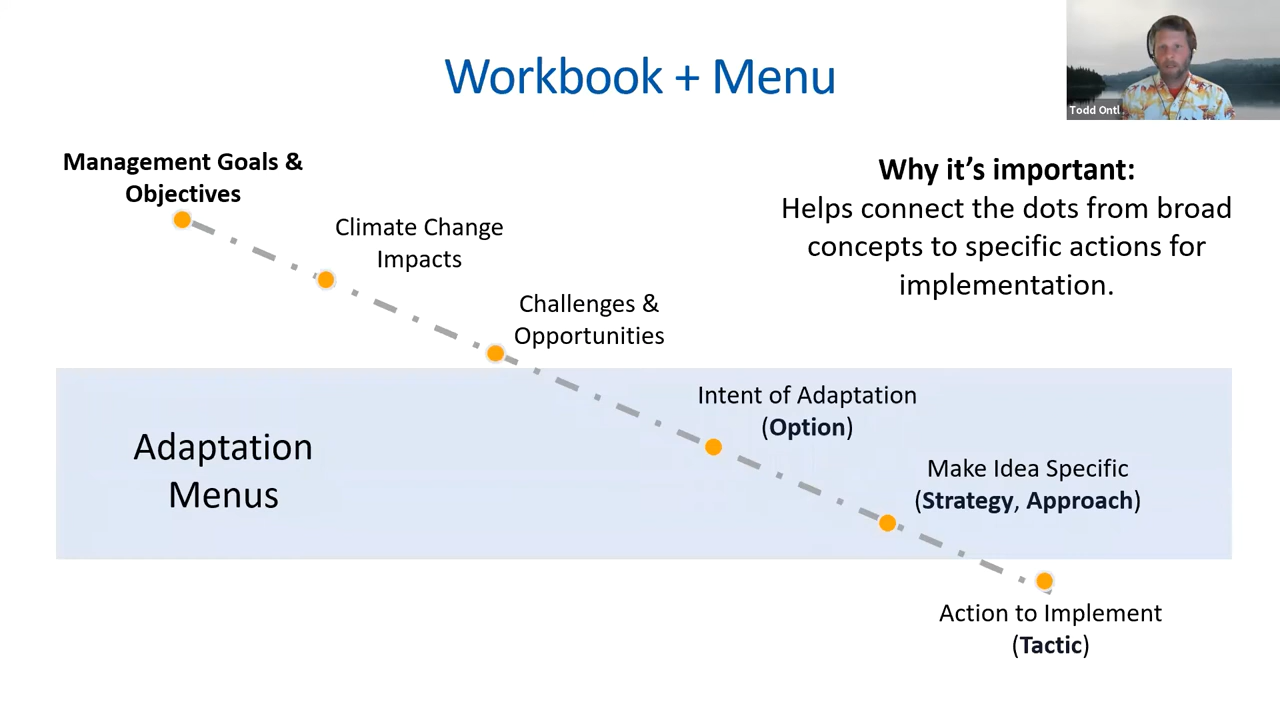 Workbook + Menu
Todd Ontl
Management Goals &
Objectives
Climate Change
Impacts
Challenges &
Opportunities
Why it’s important:
Helps connect the dots from broad
concepts to specific actions for
implementation.
Adaptation
Menus
Intent of Adaptation
(Option)
Make Idea Specific
(Strategy, Approach)
Action to Implement
(Tactic)